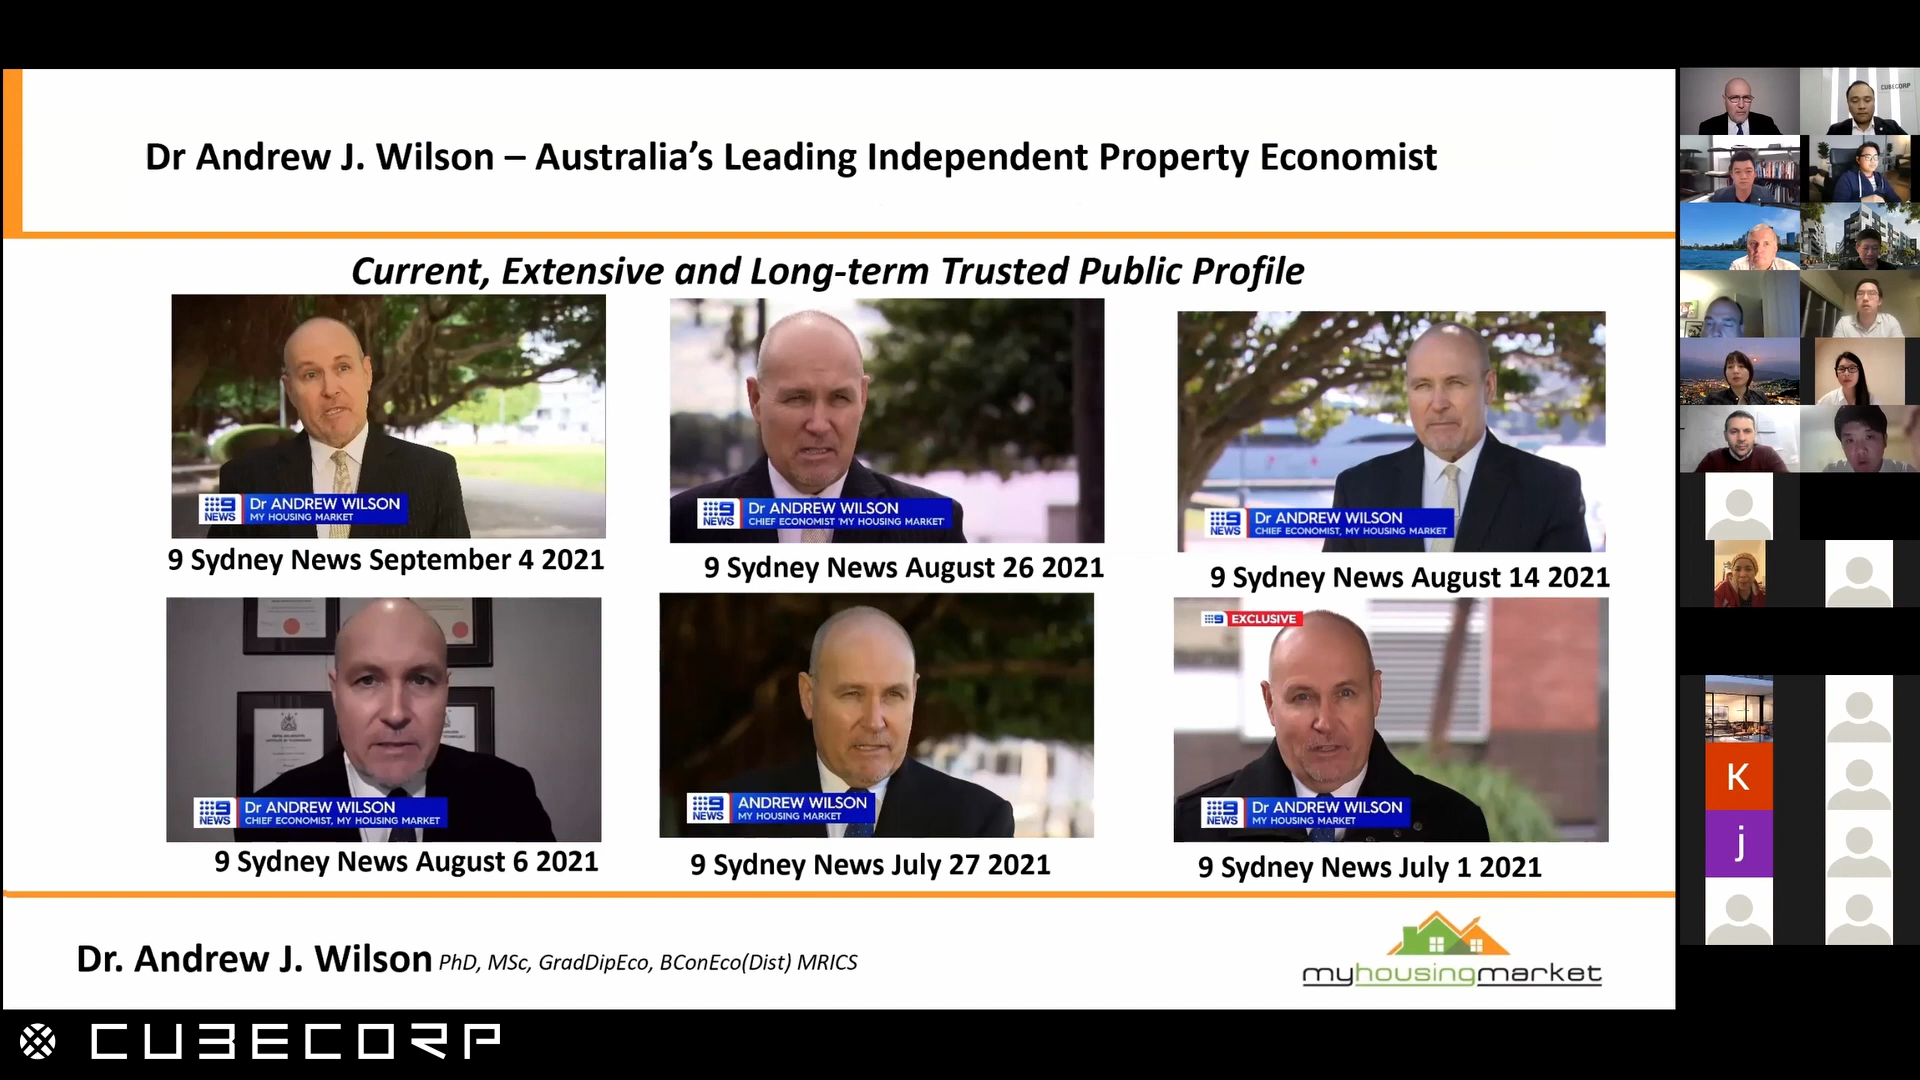 Dr Andrew J. Wilson – Australia's Leading Independent Property Economist
Current, Extensive and Long-term Trusted Public Profile
9
NEWS
Dr ANDREW WILSON
MY HOUSING MARKET
9 Sydney News September 4 2021
9
NEWS
Dr ANDREW WILSON
CHIEF ECONOMIST 'MY HOUSING MARKET'
9 Sydney News August 26 2021
9
NEWS
Dr ANDREW WILSON
CHIEF ECONOMIST, MY HOUSING MARKET
9 Sydney News August 14 2021
9
NEWS
Dr ANDREW WILSON
CHIEF ECONOMIST, MY HOUSING MARKET
9 Sydney News August 6 2021
9
NEWS
ANDREW WILSON
MY HOUSING MARKET
9 Sydney News July 27 2021
9 EXCLUSIVE
9
NEWS
Dr ANDREW WILSON
MY HOUSING MARKET
9 Sydney News July 1 2021
Dr. Andrew J. Wilson PhD, MSc, GradDipEco, BConEco(Dist) MRICS
myhousingmarket
CUBECORP
CUBECORP
K
j